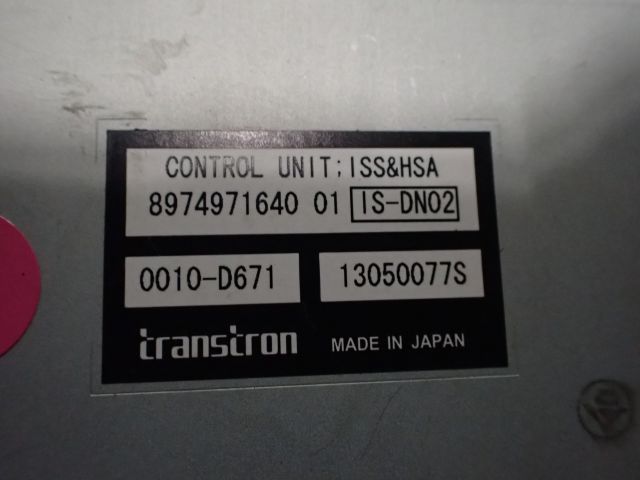 CONTROL UNIT;ISS&HSA
8974971640 01 IS-DN02
0010-D671 13050077S
transtron MADE IN JAPAN